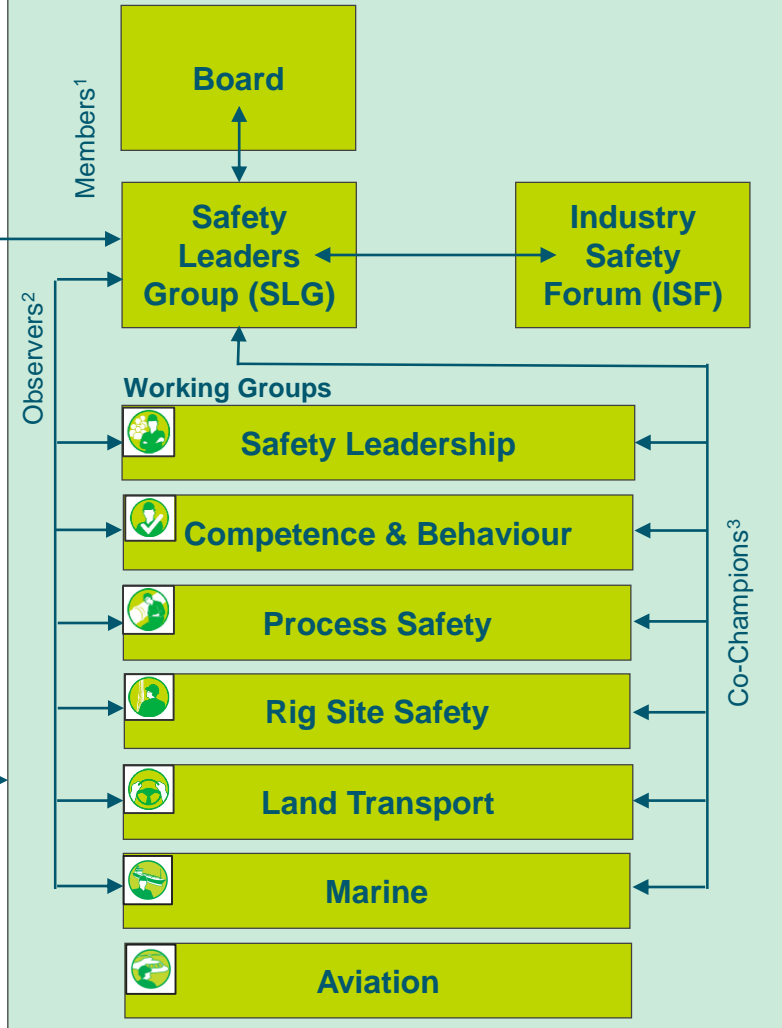 Board
Members¹
Safety
Leaders
Group (SLG)
Industry
Safety
Forum (ISF)
Observers²
Working Groups
Safety Leadership
Competence & Behaviour
Process Safety
Co-Champions³
Rig Site Safety
Land Transport
Marine
Aviation